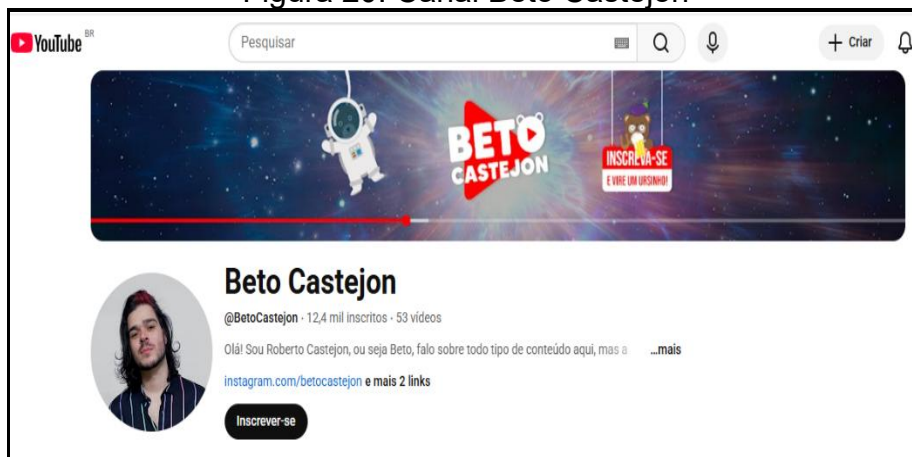 Figura 20: Canal Beto Castejon
YouTube BR
Pesquisar
Criar
BETO
CASTEJON
INSCREVA-SE
E VIRE UM URSINHO!
Beto Castejon
@BetoCastejon · 12,4 mil inscritos · 53 vídeos
Olá! Sou Roberto Castejon, ou seja Beto, falo sobre todo tipo de conteúdo aqui, mas a ...mais
instagram.com/betocastejon e mais 2 links
Inscrever-se